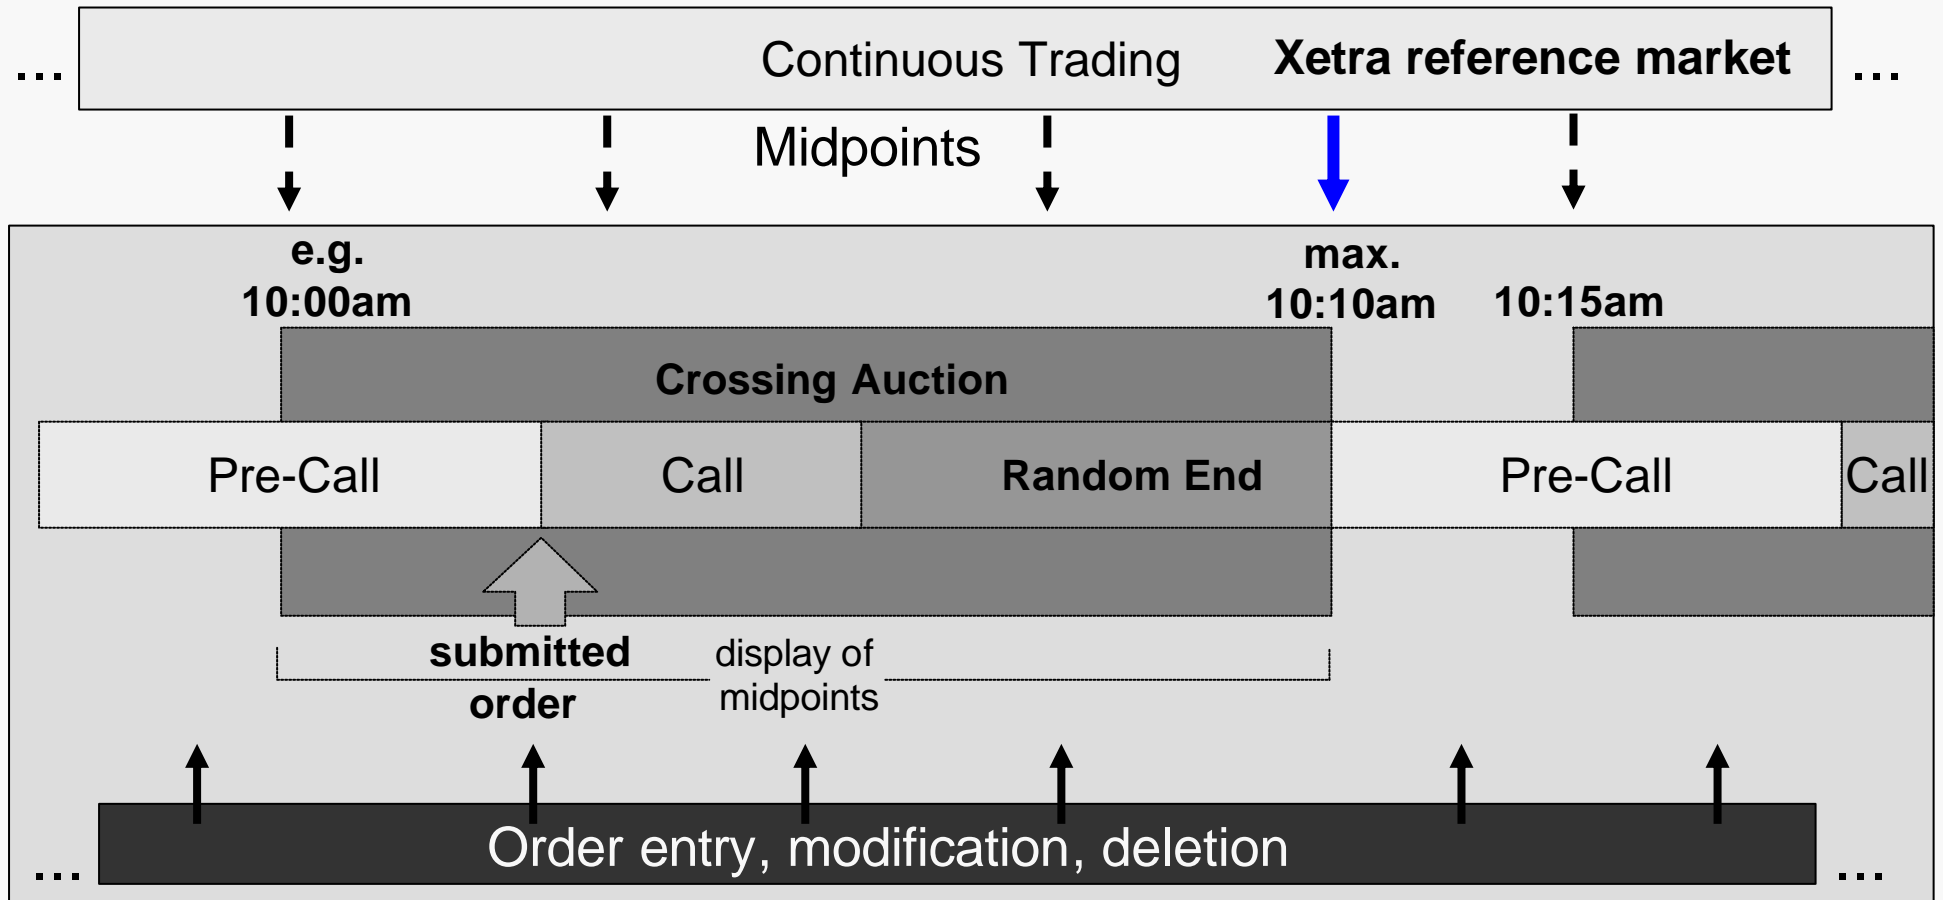 Continuous Trading Xetra reference market
... ...
Midpoints
e.g.
10:00am
max.
10:10am
10:15am
Crossing Auction
Pre-Call Call Random End Pre-Call Call
submitted
order
display of
midpoints
Order entry, modification, deletion
... ...